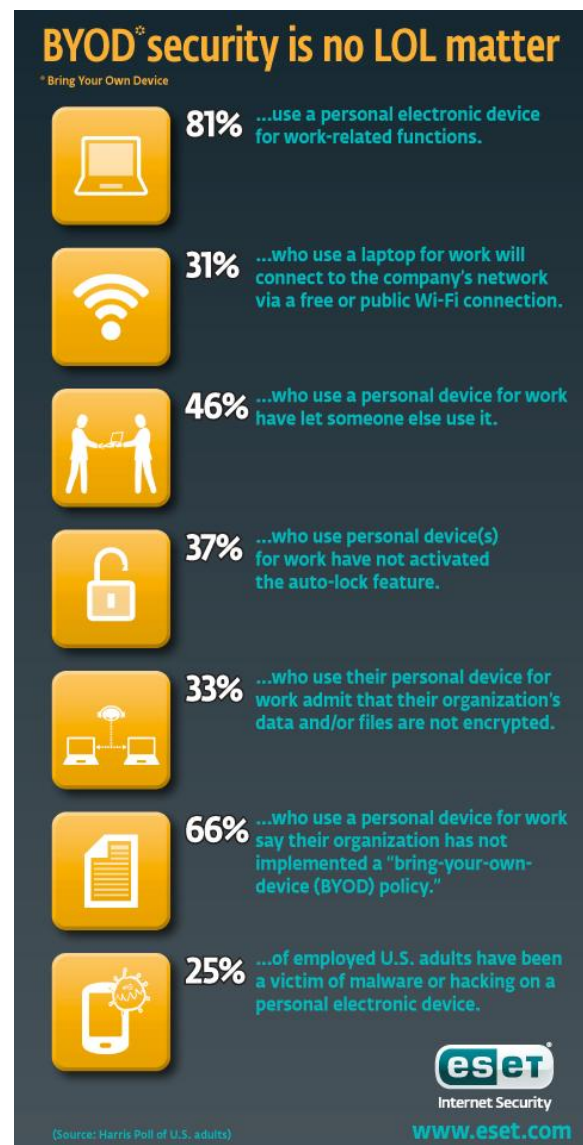 BYOD* security is no LOL matter
* Bring Your Own Device
81% ...use a personal electronic device
for work-related functions.
31% ...who use a laptop for work will
connect to the company's network
via a free or public Wi-Fi connection.
46% ...who use a personal device for work
have let someone else use it.
37% ...who use personal device(s)
for work have not activated
the auto-lock feature.
33% ...who use their personal device for
work admit that their organization's
data and/or files are not encrypted.
66% ...who use a personal device for work
say their organization has not
implemented a "bring-your-own-
device (BYOD) policy."
25% ...of employed U.S. adults have been
a victim of malware or hacking on a
personal electronic device.
eseT®
Internet Security
(Source: Harris Poll of U.S. adults)
www.eset.com